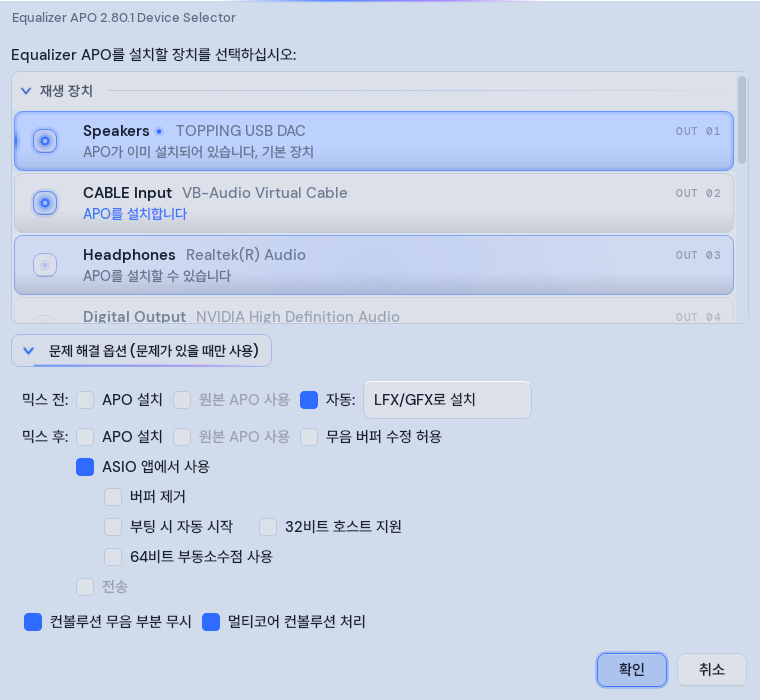 Equalizer APO 2.80.1 Device Selector
Equalizer APO를 설치할 장치를 선택하십시오:
재생 장치
Speakers TOPPING USB DAC OUT 01
APO가 이미 설치되어 있습니다, 기본 장치
CABLE Input VB-Audio Virtual Cable OUT 02
APO를 설치합니다
Headphones Realtek(R) Audio OUT 03
APO를 설치할 수 있습니다
Digital Output NVIDIA High Definition Audio OUT 04
문제 해결 옵션 (문제가 있을 때만 사용)
믹스 전: APO 설치 원본 APO 사용 자동: LFX/GFX로 설치
믹스 후: APO 설치 원본 APO 사용 무음 버퍼 수정 허용
ASIO 앱에서 사용
버퍼 제거
부팅 시 자동 시작 32비트 호스트 지원
64비트 부동소수점 사용
전송
컨볼루션 무음 부분 무시 멀티코어 컨볼루션 처리
확인 취소